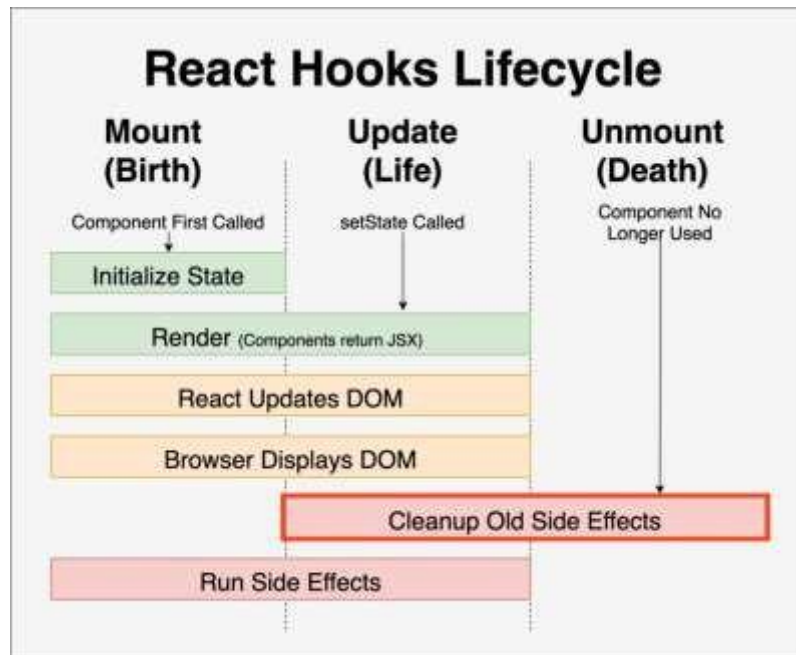 React Hooks Lifecycle
Mount
(Birth)
Update
(Life)
Unmount
(Death)
Component First Called
setState Called
Component No
Longer Used
Initialize State
Render (Components return JSX)
React Updates DOM
Browser Displays DOM
Cleanup Old Side Effects
Run Side Effects